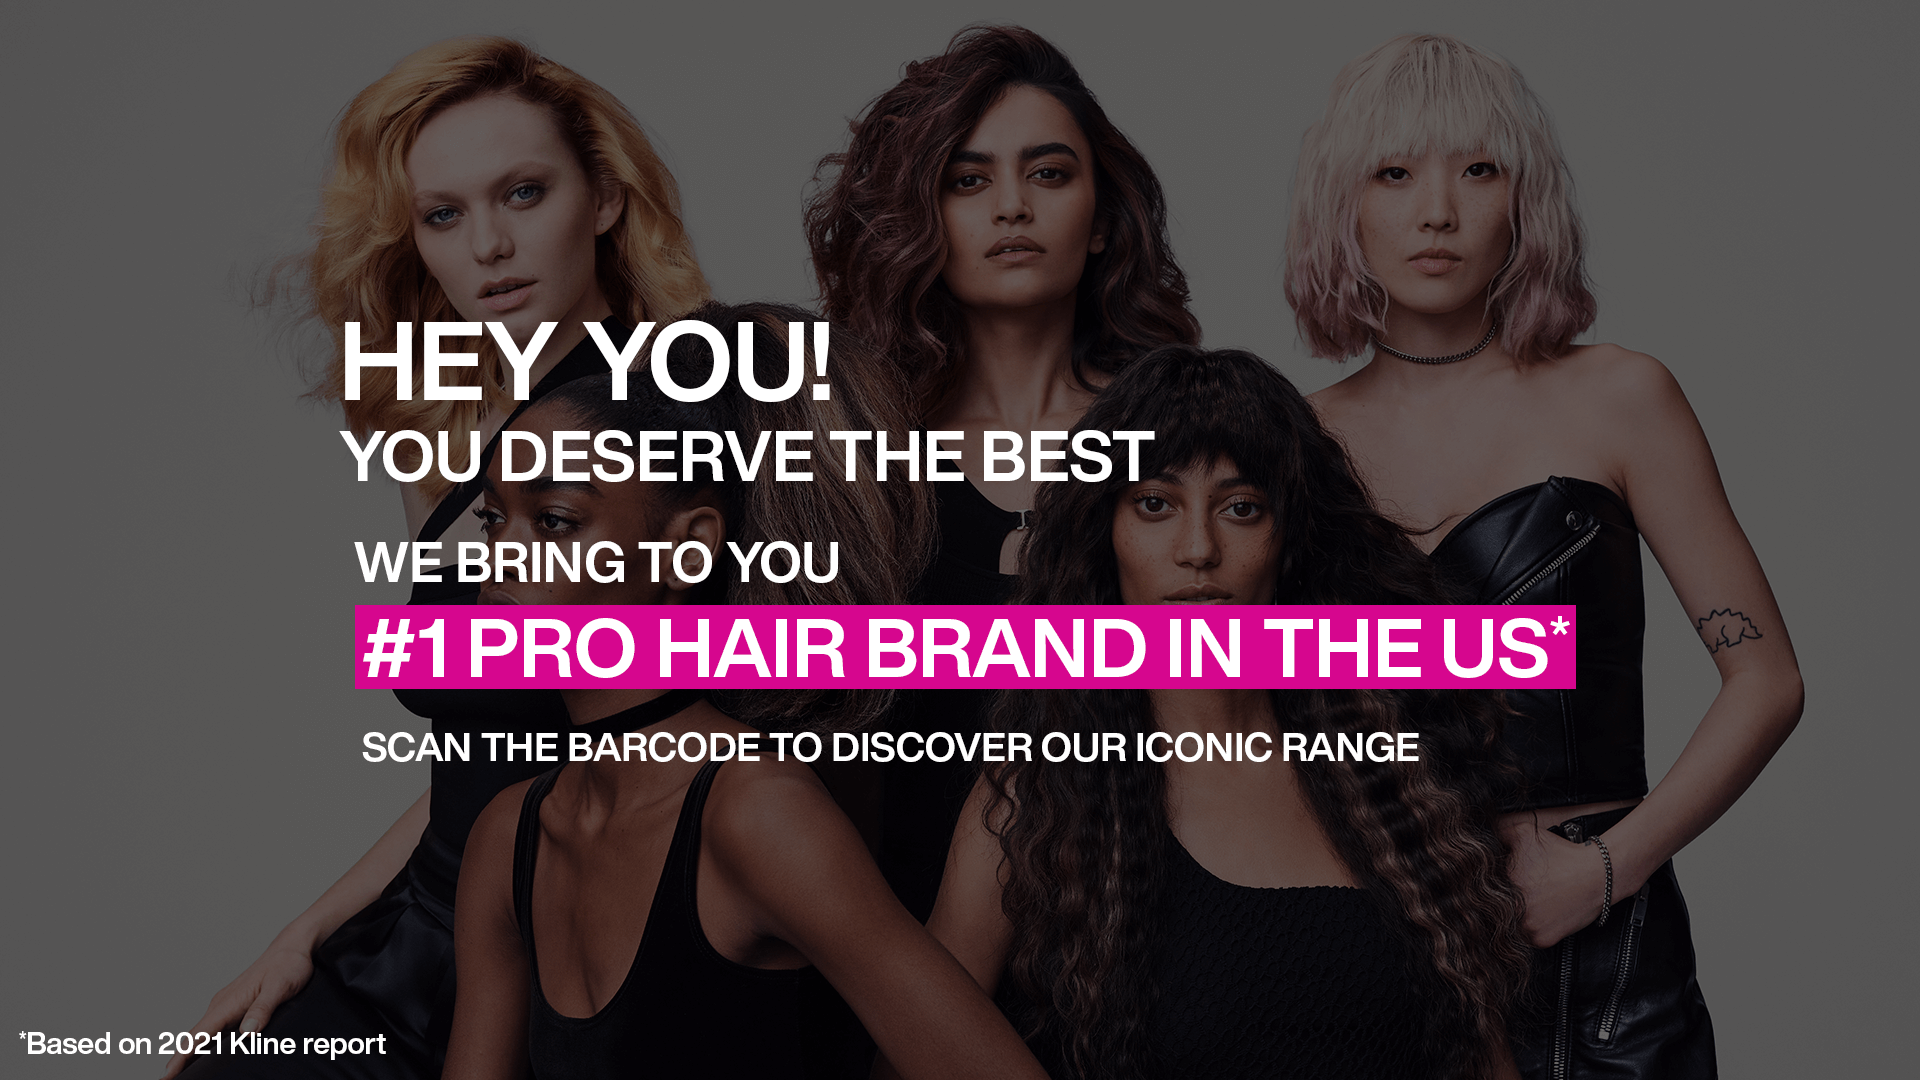 HEY YOU!
YOU DESERVE THE BEST
WE BRING TO YOU
#1 PRO HAIR BRAND IN THE US*
SCAN THE BARCODE TO DISCOVER OUR ICONIC RANGE
*Based on 2021 Kline report